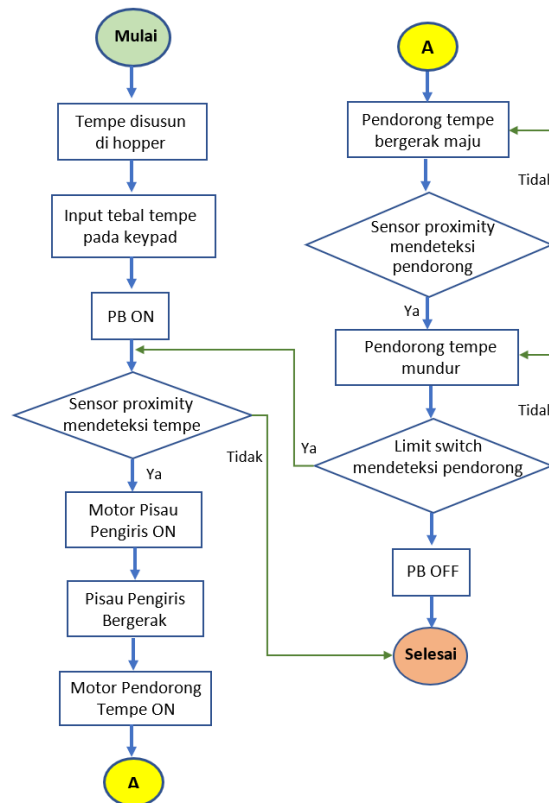 Mulai
Tempe disusun
di hopper
Input tebal tempe
pada keypad
PB ON
Sensor proximity
mendeteksi tempe
Tidak
Ya
Motor Pisau
Pengiris ON
Pisau Pengiris
Bergerak
Motor Pendorong
Tempe ON
A
A
Pendorong tempe
bergerak maju
Tidak
Sensor proximity
mendeteksi
pendorong
Ya
Pendorong tempe
mundur
Tidak
Ya
Limit switch
mendeteksi pendorong
PB OFF
Selesai